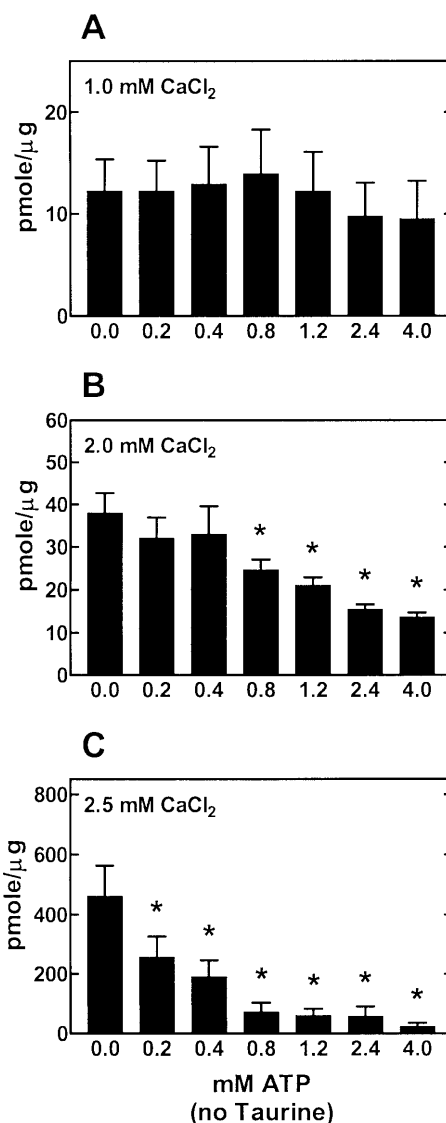 A
1.0 mM CaCl₂
pmole/µg
20
10
0
0.0 0.2 0.4 0.8 1.2 2.4 4.0
B
2.0 mM CaCl₂
pmole/µg
60
50
40
30
20
10
0
* * * *
0.0 0.2 0.4 0.8 1.2 2.4 4.0
C
2.5 mM CaCl₂
pmole/µg
800
600
400
200
0
* * * * * *
0.0 0.2 0.4 0.8 1.2 2.4 4.0
mM ATP
(no Taurine)